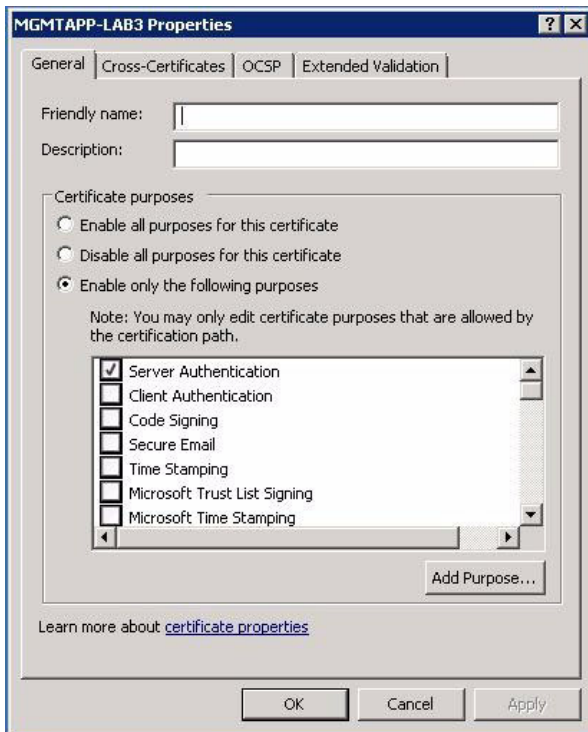 MGMTAPP-LAB3 Properties
General
Cross-Certificates
OCSP
Extended Validation
Friendly name:
Description:
Certificate purposes
Enable all purposes for this certificate
Disable all purposes for this certificate
Enable only the following purposes
Note: You may only edit certificate purposes that are allowed by
the certification path.
Server Authentication
Client Authentication
Code Signing
Secure Email
Time Stamping
Microsoft Trust List Signing
Microsoft Time Stamping
Add Purpose...
Learn more about certificate properties
OK
Cancel
Apply